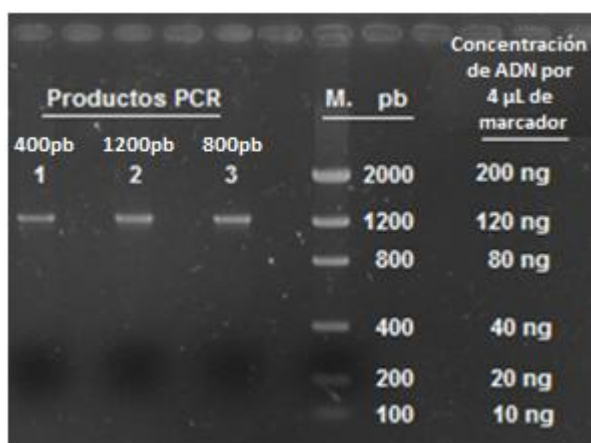 Concentración
de ADN por
4 µL de
marcador
Productos PCR
M. pb
400pb 1200pb 800pb
1 2 3
2000 200 ng
1200 120 ng
800 80 ng
400 40 ng
200 20 ng
100 10 ng